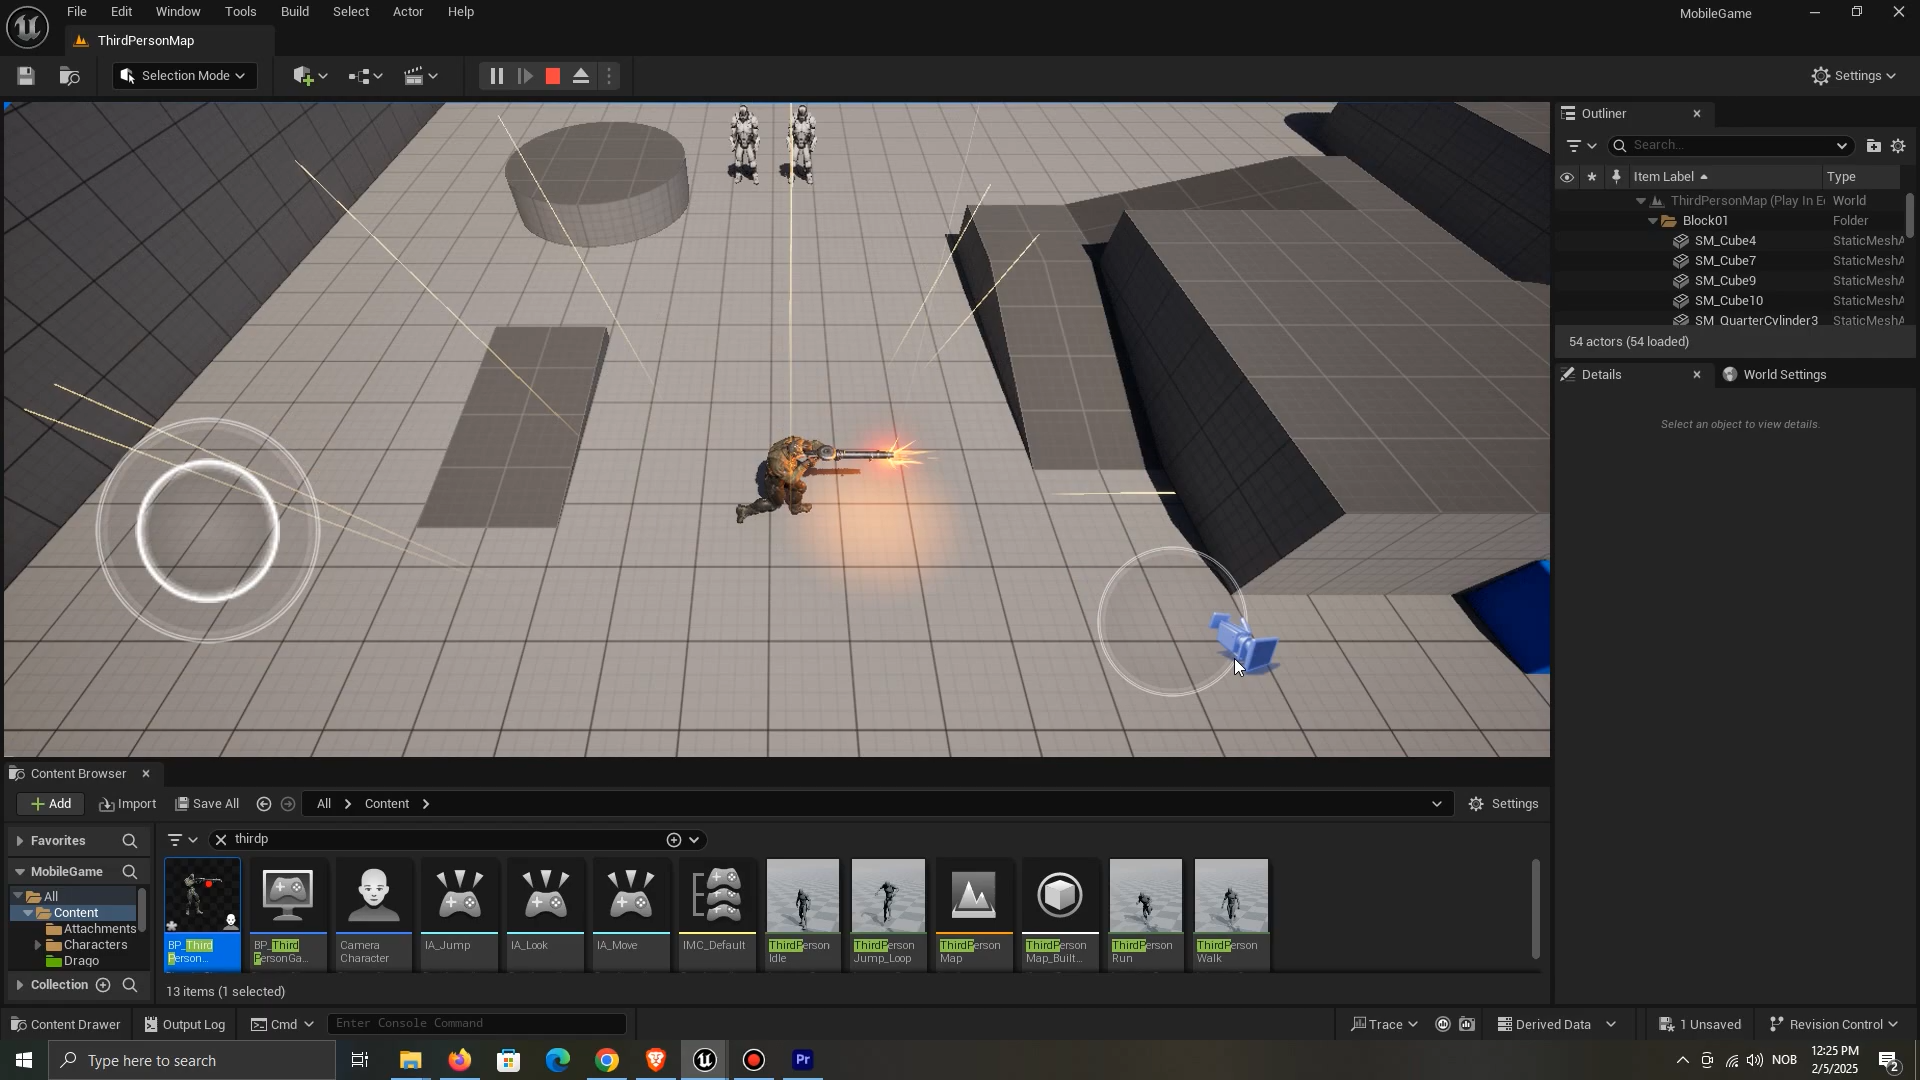 File Edit Window Tools Build Select Actor Help
MobileGame
ThirdPersonMap
Selection Mode
Settings
Outliner
Search...
Item Label Type
ThirdPersonMap (Play In Ec World
Block01 Folder
SM_Cube4 StaticMeshA
SM_Cube7 StaticMeshA
SM_Cube9 StaticMeshA
SM_Cube10 StaticMeshA
SM_QuarterCylinder3 StaticMeshA
54 actors (54 loaded)
Details World Settings
Select an object to view details.
Content Browser
Add Import Save All All Content Settings
Favorites
thirdp
MobileGame
All
Content
Attachments
Characters
Drago
Collection
BP_Third
Person...
BP_Third
PersonGa...
Camera
Character
IA_Jump
IA_Look
IA_Move
IMC_Default
ThirdPerson
Idle
ThirdPerson
Jump_Loop
ThirdPerson
Map
ThirdPerson
Map_Built...
ThirdPerson
Run
ThirdPerson
Walk
13 items (1 selected)
Content Drawer Output Log Cmd Enter Console Command Trace Derived Data 1 Unsaved Revision Control
Type here to search
Pr
NOB
12:25 PM
2/5/2025
2